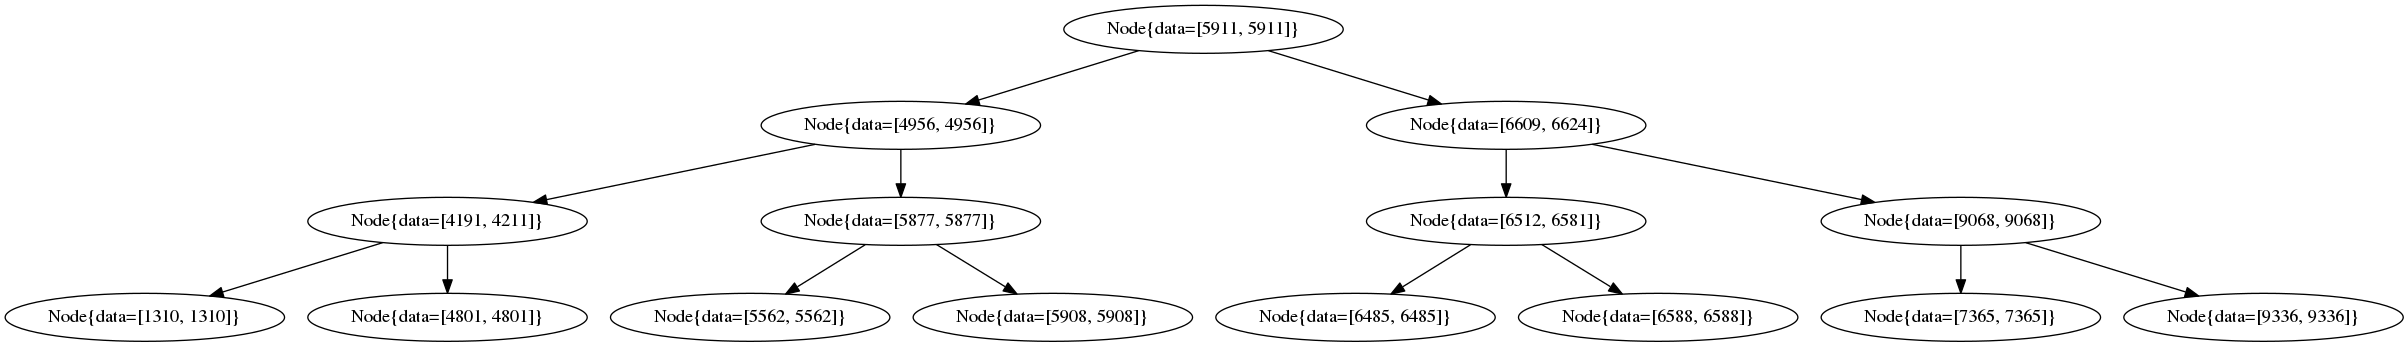 Node{data=[5911, 5911]}
Node{data=[4956, 4956]}
Node{data=[6609, 6624]}
Node{data=[4191, 4211]}
Node{data=[5877, 5877]}
Node{data=[6512, 6581]}
Node{data=[9068, 9068]}
Node{data=[1310, 1310]}
Node{data=[4801, 4801]}
Node{data=[5562, 5562]}
Node{data=[5908, 5908]}
Node{data=[6485, 6485]}
Node{data=[6588, 6588]}
Node{data=[7365, 7365]}
Node{data=[9336, 9336]}